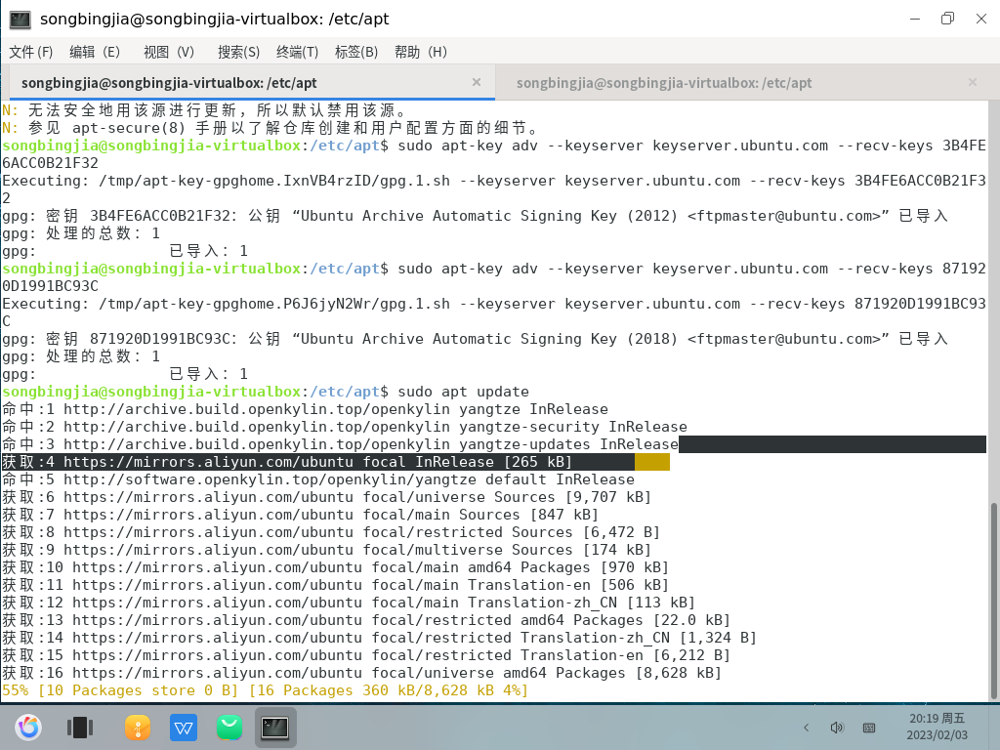 songbingjia@songbingjia-virtualbox: /etc/apt
文件 (F) 编辑（E） 视图（V） 搜索(S) 终端(T) 标签(B) 帮助（H）
songbingjia@songbingjia-virtualbox: /etc/apt × songbingjia@songbingjia-virtualbox: /etc/apt ×
N: 无法安全地用该源进行更新，所以默认禁用该源。
N: 参见 apt-secure(8) 手册以了解仓库创建和用户配置方面的细节。
songbingjia@songbingjia-virtualbox:/etc/apt$ sudo apt-key adv --keyserver keyserver.ubuntu.com --recv-keys 3B4FE
6ACC0B21F32
Executing: /tmp/apt-key-gpghome.IxnVB4rzID/gpg.1.sh --keyserver keyserver.ubuntu.com --recv-keys 3B4FE6ACC0B21F3
2
gpg: 密钥 3B4FE6ACC0B21F32：公钥 “Ubuntu Archive Automatic Signing Key (2012) <ftpmaster@ubuntu.com>” 已导入
gpg: 处理的总数：1
gpg:               已导入：1
songbingjia@songbingjia-virtualbox:/etc/apt$ sudo apt-key adv --keyserver keyserver.ubuntu.com --recv-keys 87192
0D1991BC93C
Executing: /tmp/apt-key-gpghome.P6J6jyN2Wr/gpg.1.sh --keyserver keyserver.ubuntu.com --recv-keys 871920D1991BC93
C
gpg: 密钥 871920D1991BC93C：公钥 “Ubuntu Archive Automatic Signing Key (2018) <ftpmaster@ubuntu.com>” 已导入
gpg: 处理的总数：1
gpg:               已导入：1
songbingjia@songbingjia-virtualbox:/etc/apt$ sudo apt update
命中:1 http://archive.build.openkylin.top/openkylin yangtze InRelease
命中:2 http://archive.build.openkylin.top/openkylin yangtze-security InRelease
命中:3 http://archive.build.openkylin.top/openkylin yangtze-updates InRelease
获取:4 https://mirrors.aliyun.com/ubuntu focal InRelease [265 kB]
命中:5 http://software.openkylin.top/openkylin/yangtze default InRelease
获取:6 https://mirrors.aliyun.com/ubuntu focal/universe Sources [9,707 kB]
获取:7 https://mirrors.aliyun.com/ubuntu focal/main Sources [847 kB]
获取:8 https://mirrors.aliyun.com/ubuntu focal/restricted Sources [6,472 B]
获取:9 https://mirrors.aliyun.com/ubuntu focal/multiverse Sources [174 kB]
获取:10 https://mirrors.aliyun.com/ubuntu focal/main amd64 Packages [970 kB]
获取:11 https://mirrors.aliyun.com/ubuntu focal/main Translation-en [506 kB]
获取:12 https://mirrors.aliyun.com/ubuntu focal/main Translation-zh_CN [113 kB]
获取:13 https://mirrors.aliyun.com/ubuntu focal/restricted amd64 Packages [22.0 kB]
获取:14 https://mirrors.aliyun.com/ubuntu focal/restricted Translation-zh_CN [1,324 B]
获取:15 https://mirrors.aliyun.com/ubuntu focal/restricted Translation-en [6,212 B]
获取:16 https://mirrors.aliyun.com/ubuntu focal/universe amd64 Packages [8,628 kB]
55% [10 Packages store 0 B] [16 Packages 360 kB/8,628 kB 4%]
20:19 周五
2023/02/03